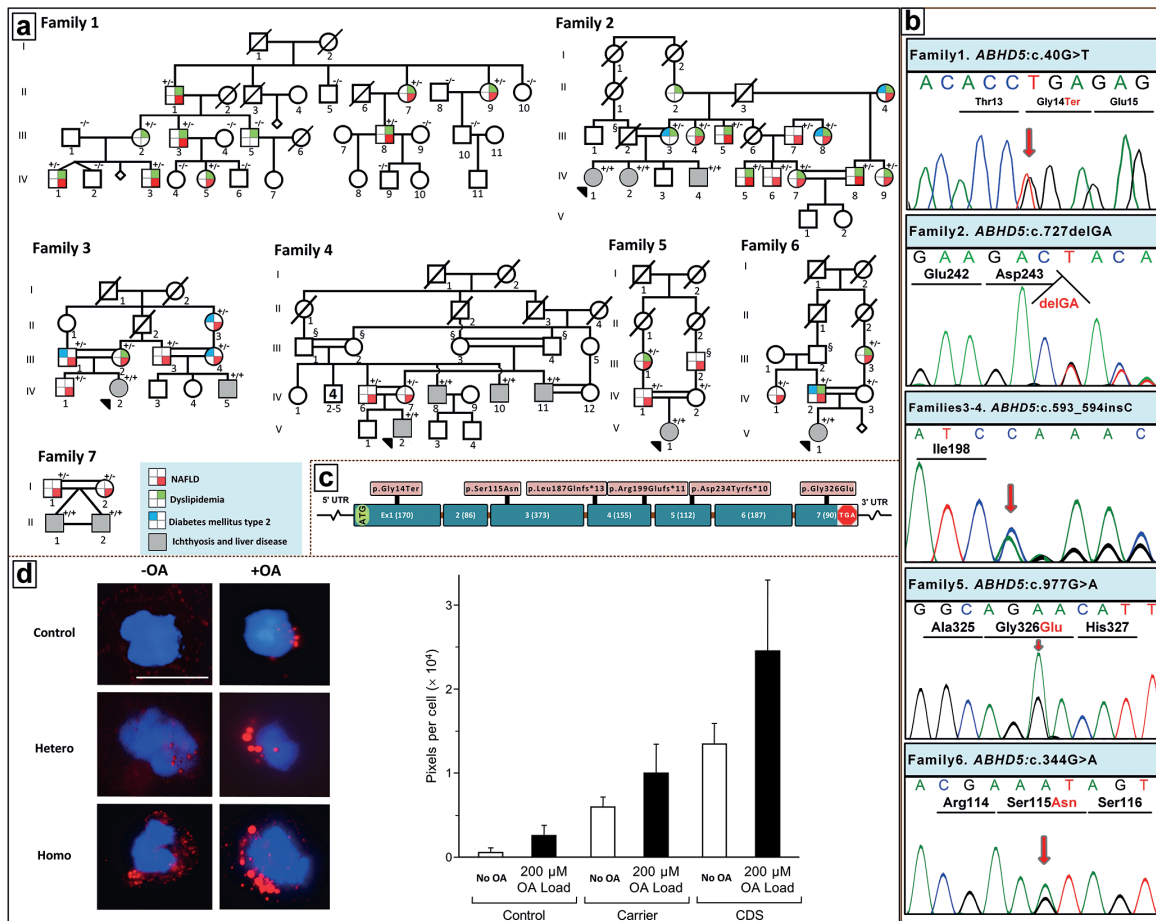 a
Family 1
Family 2
Family 3
Family 4
Family 5
Family 6
Family 7
NAFLD
Dyslipidemia
Diabetes mellitus type 2
Ichthyosis and liver disease
b
Family1. ABHD5:c.40G>T
A C A C C T G A G A G
Thr13 Gly14Ter Glu15
Family2. ABHD5:c.727delGA
G A A G A C T A C A
Glu242 Asp243
delGA
Families3-4. ABHD5:c.593_594insC
A T C C A A A C
Ile198
Family5. ABHD5:c.977G>A
G G C A G A A C A T T
Ala325 Gly326Glu His327
Family6. ABHD5:c.344G>A
A C G A A A T A G T
Arg114 Ser115Asn Ser116
c
p.Gly14Ter p.Ser115Asn p.Leu187Glnfs*13 p.Arg199Glufs*11 p.Asp234Tyrfs*10 p.Gly326Glu
5' UTR 3' UTR
ATG Ex1 (170) 2 (86) 3 (373) 4 (155) 5 (112) 6 (187) 7 (90) TGA
d
-OA +OA
Control
Hetero
Homo
Pixels per cell (× 10⁴)
3
2
1
0
No OA 200 µM OA Load No OA 200 µM OA Load No OA 200 µM OA Load
Control Carrier CDS